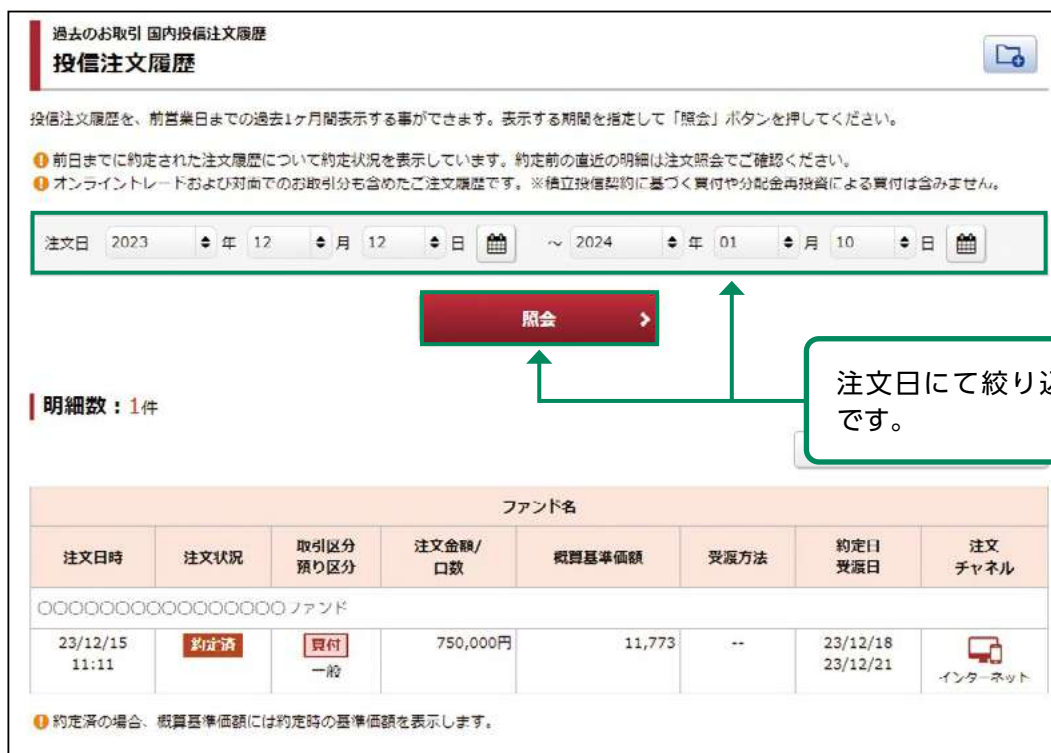 過去のお取引 国内投信注文履歴
投信注文履歴
投信注文履歴を、前営業日までの過去1ヶ月間表示する事ができます。表示する期間を指定して「照会」ボタンを押してください。
前日までに約定された注文履歴について約定状況を表示しています。約定前の直近の明細は注文照会でご確認ください。
オンライントレードおよび対面でのお取引分も含めたご注文履歴です。※積立投信契約に基づく買付や分配金再投資による買付は含みません。
注文日 2023 年 12 月 12 日 ～ 2024 年 01 月 10 日
照会
注文日にて絞り
です。
明細数：1件
ファンド名
注文日時 注文状況 取引区分 預り区分 注文金額/口数 概算基準価額 受渡方法 約定日 受渡日 注文チャネル
○○○○○○○○○○○○○○○○○ファンド
23/12/15 約定済 買付 750,000円 11,773 -- 23/12/18
11:11 一般 23/12/21 インターネット
約定済の場合、概算基準価額には約定時の基準価額を表示します。